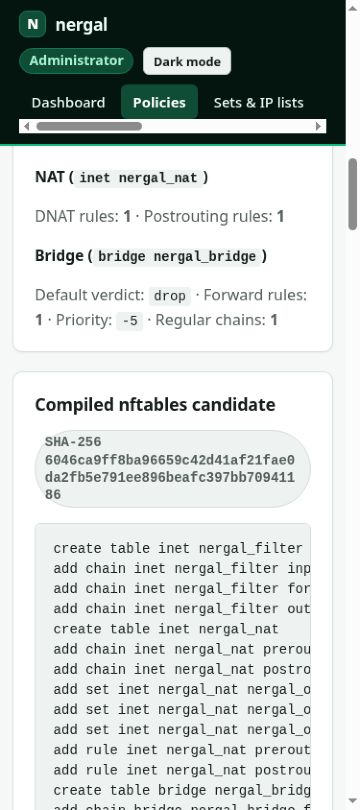 N nergal
Administrator Dark mode
Dashboard Policies Sets & IP lists
NAT ( inet nergal_nat )
DNAT rules: 1 · Postrouting rules: 1
Bridge ( bridge nergal_bridge )
Default verdict: drop · Forward rules:
1 · Priority: -5 · Regular chains: 1
Compiled nftables candidate
SHA-256
6046ca9ff8ba96659c42d41af21fae0
da2fb5e791ee896beafc397bb709411
86
create table inet nergal_filter
add chain inet nergal_filter inp
add chain inet nergal_filter for
add chain inet nergal_filter out
create table inet nergal_nat
add chain inet nergal_nat prerou
add chain inet nergal_nat postro
add set inet nergal_nat nergal_o
add set inet nergal_nat nergal_o
add set inet nergal_nat nergal_o
add rule inet nergal_nat prerout
add rule inet nergal_nat postrou
create table bridge nergal_bridg
add chain bridge nergal_bridge f